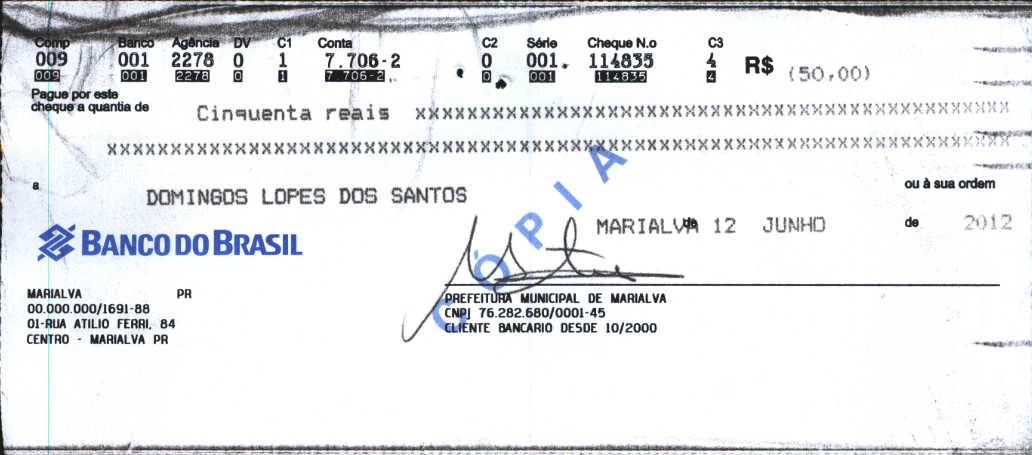 Comp Banco Agência DV C1 Conta C2 Série Cheque N.o C3
009 001 2278 0 1 7.706-2 0 001. 114835 4 R$ (50,00)
009 001 2278 0 1 7.706-2 0 001 114835 4
Pague por este
cheque a quantia de Cinquenta reais xxxxxxxxxxxxxxxxxxxxxxxxxxxxxxxxxxxxxxxxxxxxxxx
xxxxxxxxxxxxxxxxxxxxxxxxxxxxxxxxxxxxxxxxxxxxxxxxxxxxxxxxxxxxxxxxxxxxxxx
a DOMINGOS LOPES DOS SANTOS ou à sua ordem
MARIALVA de 12 JUNHO de 2012
BANCO DO BRASIL
CÓPIA
MARIALVA PR
00.000.000/1691-88
01-RUA ATILIO FERRI, 84
CENTRO - MARIALVA PR
PREFEITURA MUNICIPAL DE MARIALVA
CNPJ 76.282.680/0001-45
CLIENTE BANCARIO DESDE 10/2000